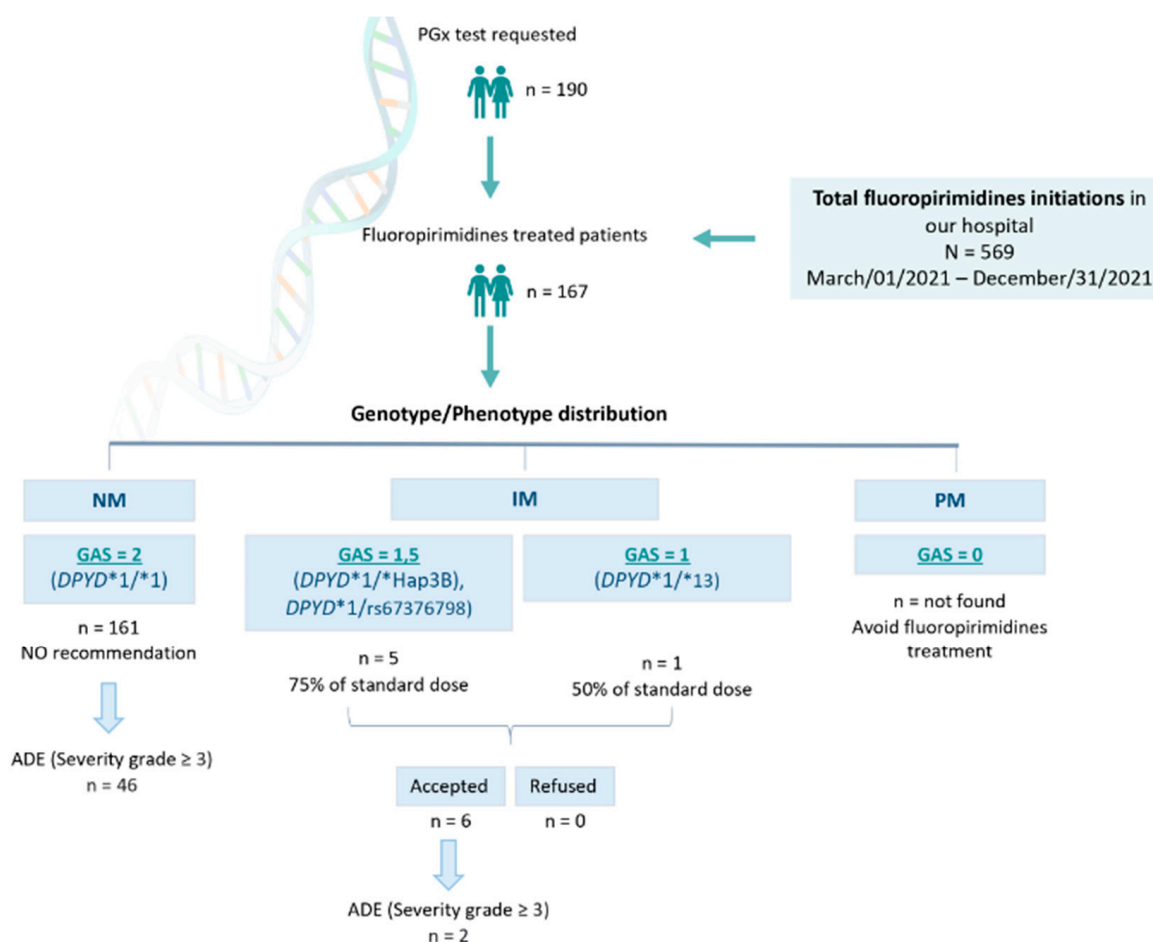 PGx test requested
n = 190
Fluoropirimidines treated patients
n = 167
Total fluoropirimidines initiations in
our hospital
N = 569
March/01/2021 – December/31/2021
Genotype/Phenotype distribution
NM
IM
PM
GAS = 2
(DPYD*1/*1)
GAS = 1,5
(DPYD*1/*Hap3B),
DPYD*1/rs67376798)
GAS = 1
(DPYD*1/*13)
GAS = 0
n = 161
NO recommendation
n = 5
75% of standard dose
n = 1
50% of standard dose
n = not found
Avoid fluoropirimidines
treatment
ADE (Severity grade ≥ 3)
n = 46
Accepted
Refused
n = 6
n = 0
ADE (Severity grade ≥ 3)
n = 2